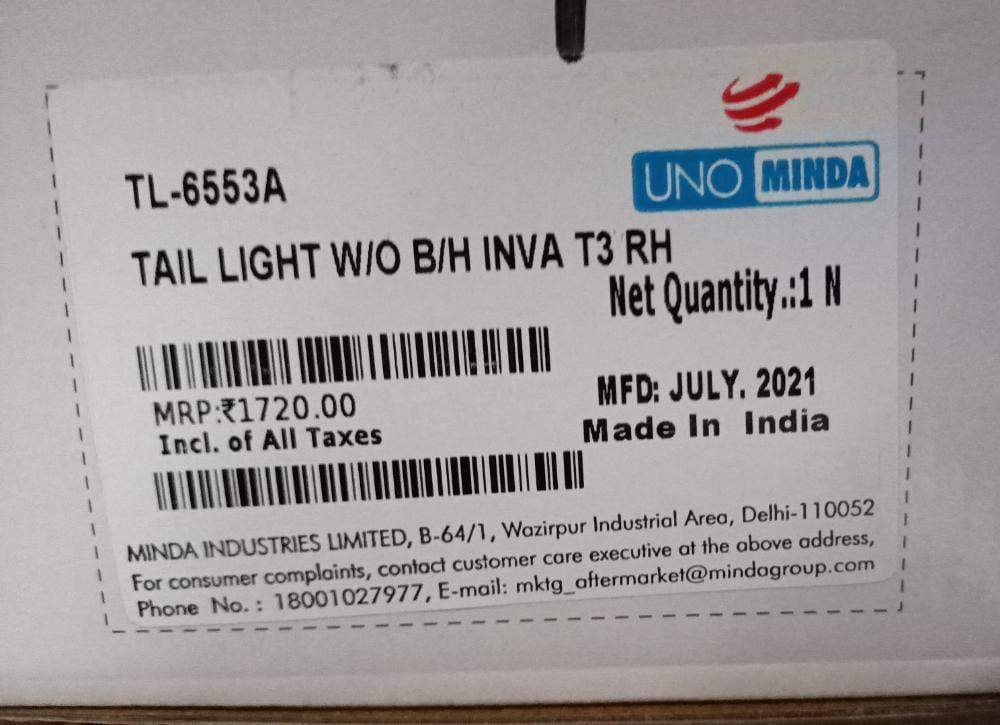 UNO MINDA
TL-6553A
TAIL LIGHT W/O B/H INVA T3 RH
Net Quantity.:1 N
MRP:₹1720.00
Incl. of All Taxes
MFD: JULY. 2021
Made In India
MINDA INDUSTRIES LIMITED, B-64/1, Wazirpur Industrial Area, Delhi-110052
For consumer complaints, contact customer care executive at the above address,
Phone No. : 18001027977, E-mail: mktg_aftermarket@mindagroup.com